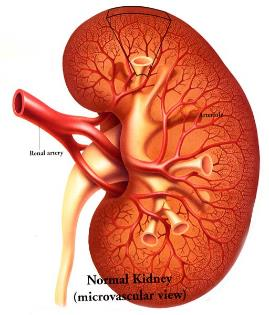 Arteriole
Renal artery
Normal Kidney
(microvascular view)